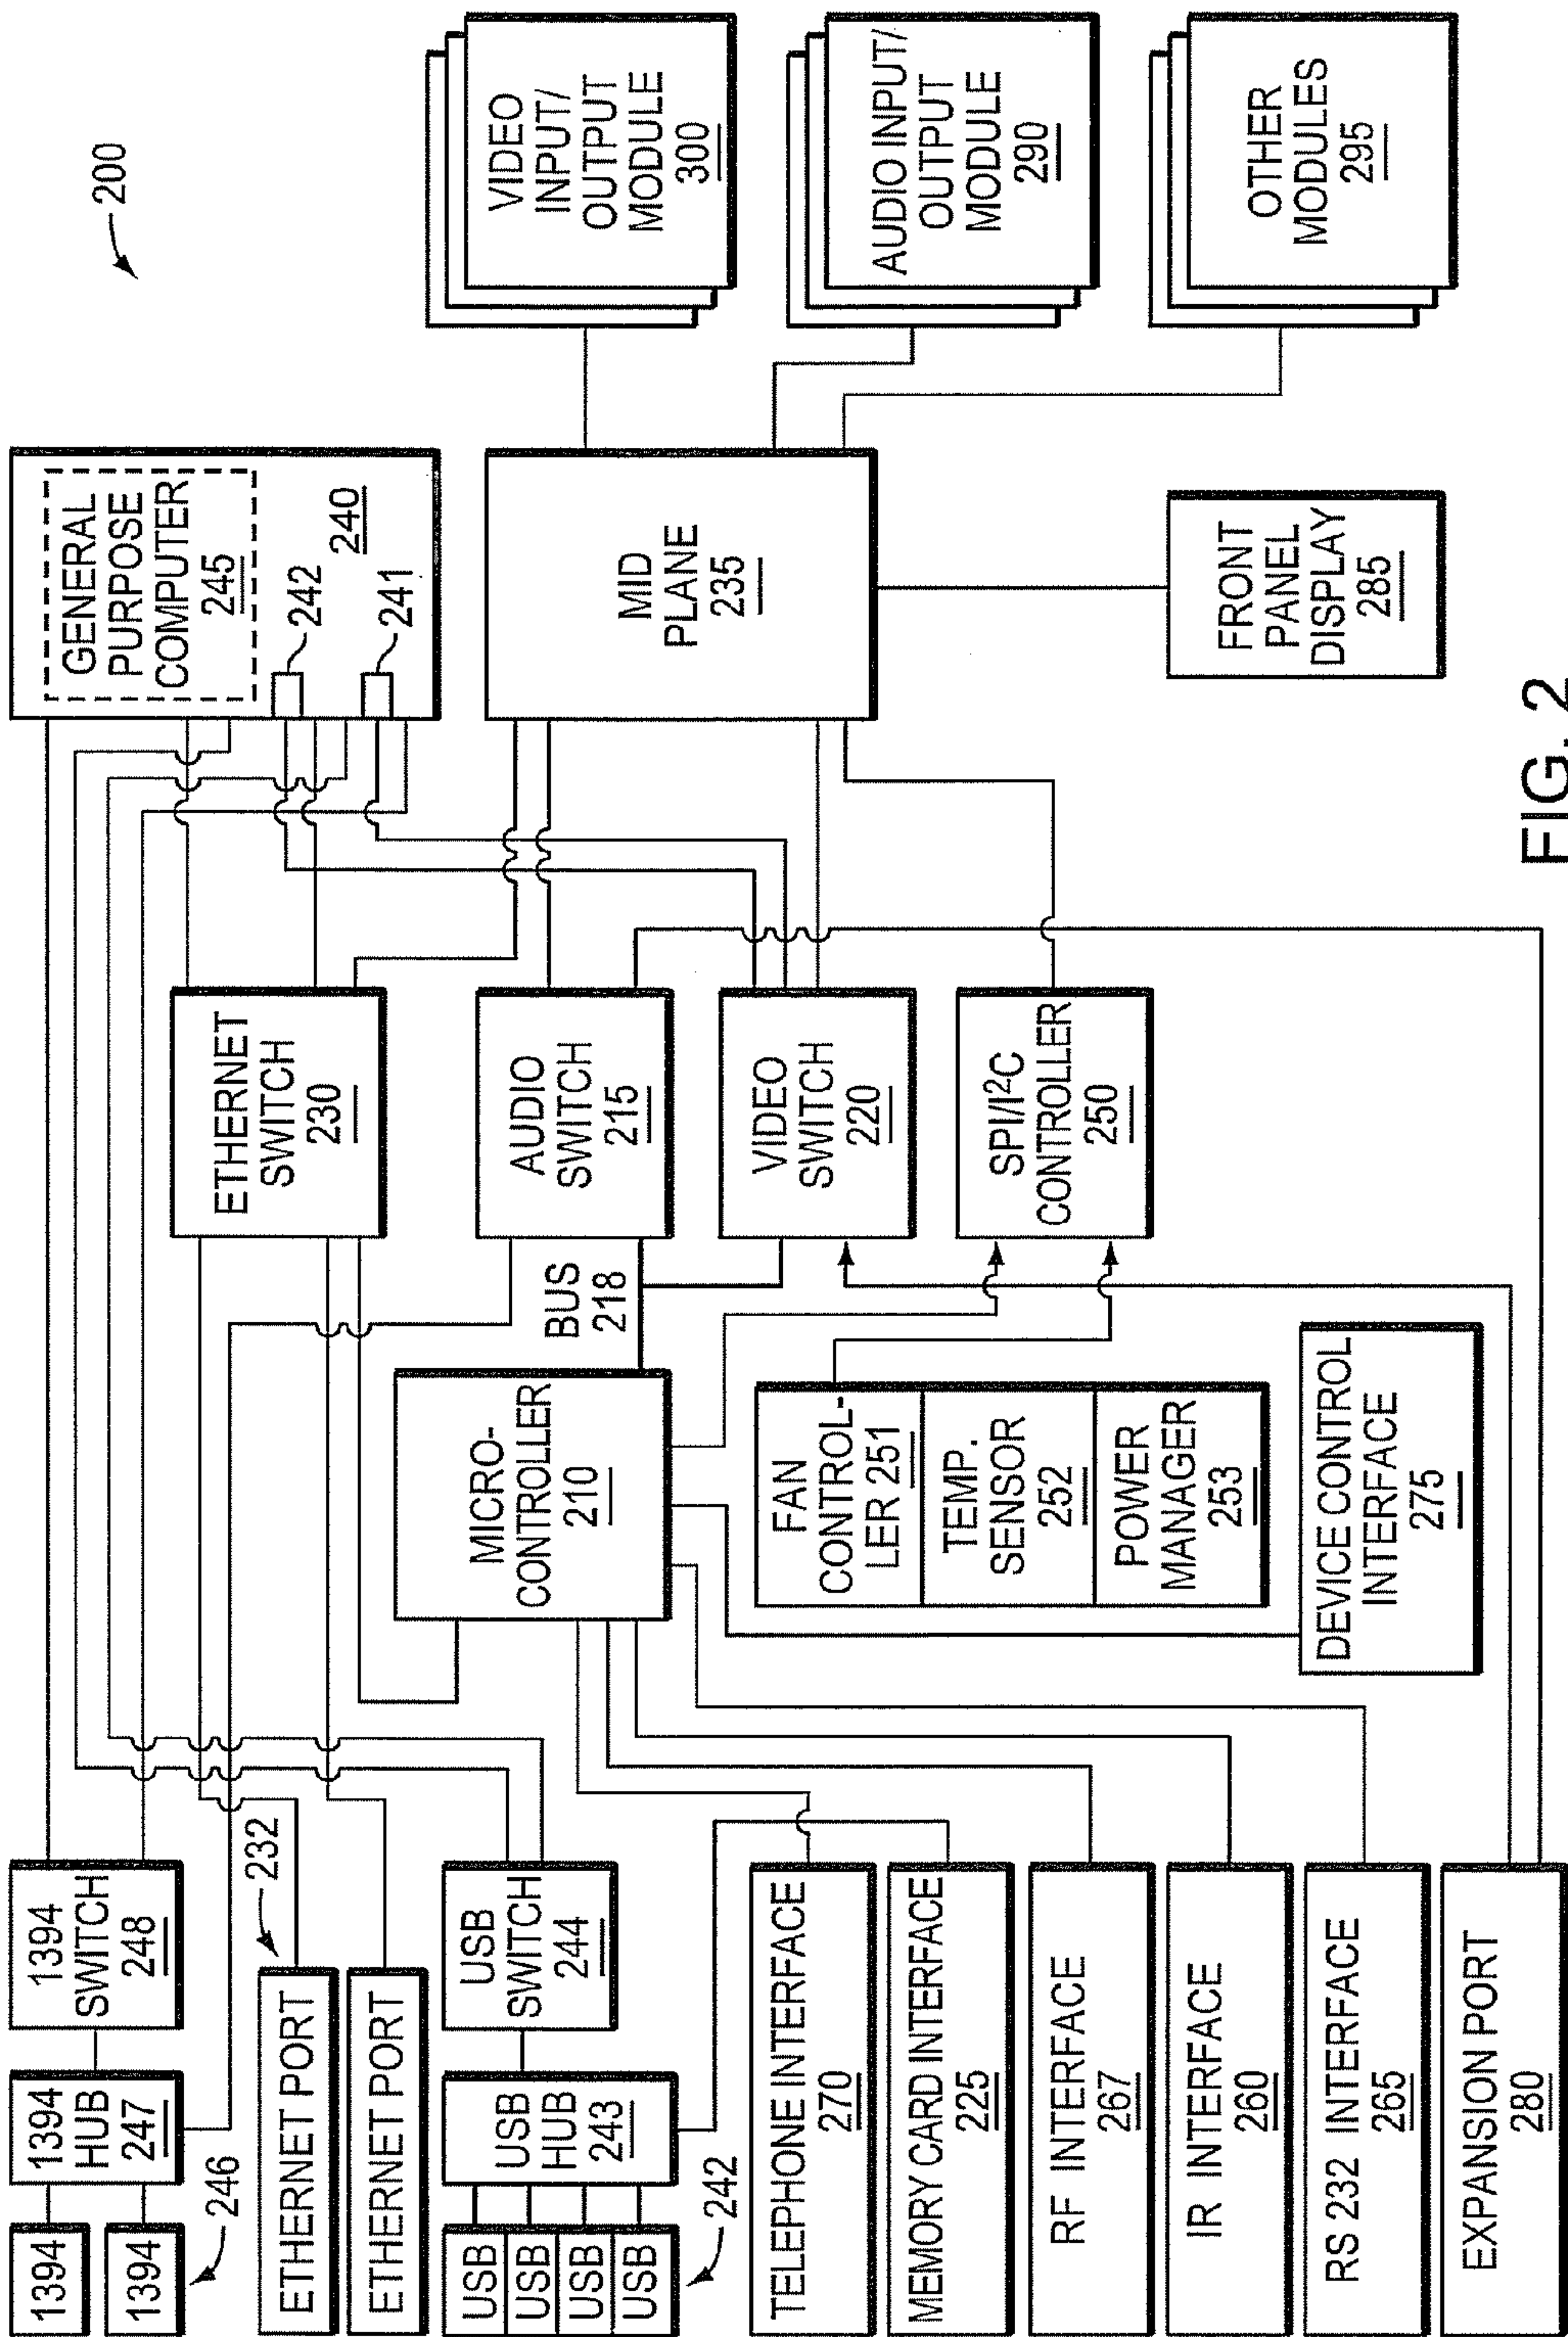 200
1394
1394
246
1394
HUB
247
1394
SWITCH
248
ETHERNET PORT
ETHERNET PORT
232
USB
USB
USB
USB
242
USB
HUB
243
USB
SWITCH
244
TELEPHONE INTERFACE
270
MEMORY CARD INTERFACE
225
RF INTERFACE
267
IR INTERFACE
260
RS 232 INTERFACE
265
EXPANSION PORT
280
MICRO-
CONTROLLER
210
BUS
218
FAN
CONTROL-
LER 251
TEMP.
SENSOR
252
POWER
MANAGER
253
DEVICE CONTROL
INTERFACE
275
ETHERNET
SWITCH
230
AUDIO
SWITCH
215
VIDEO
SWITCH
220
SPI/I²C
CONTROLLER
250
GENERAL
PURPOSE
COMPUTER
245
240
242
241
MID
PLANE
235
FRONT
PANEL
DISPLAY
285
VIDEO
INPUT/
OUTPUT
MODULE
300
AUDIO INPUT/
OUTPUT
MODULE
290
OTHER
MODULES
295
FIG. 2